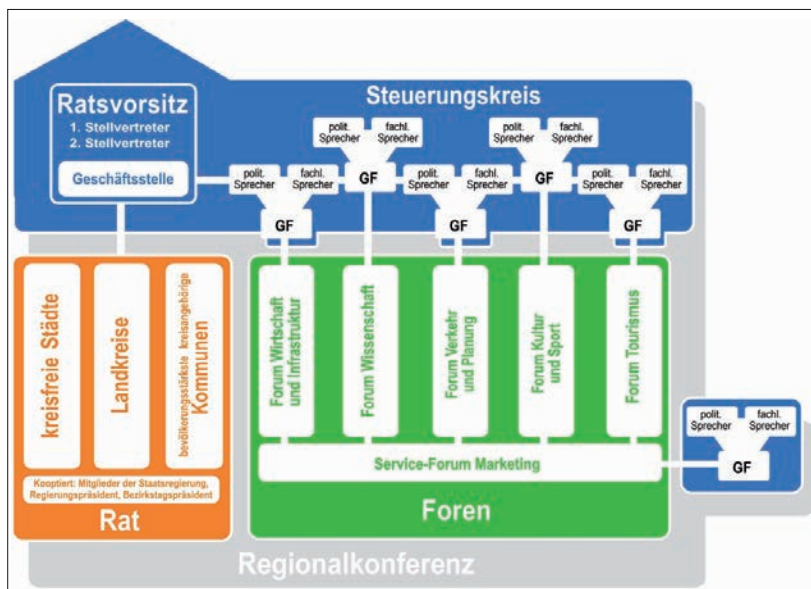 Ratsvorsitz
1. Stellvertreter
2. Stellvertreter
Geschäftsstelle
Steuerungskreis
polit.
Sprecher
fachl.
Sprecher
GF
polit.
Sprecher
fachl.
Sprecher
GF
polit.
Sprecher
fachl.
Sprecher
GF
polit.
Sprecher
fachl.
Sprecher
GF
polit.
Sprecher
fachl.
Sprecher
GF
kreisfreie Städte
Landkreise
bevölkerungsstärkste kreisangehörige
Kommunen
Kooptiert: Mitglieder der Staatsregierung,
Regierungspräsident, Bezirkstagspräsident
Rat
Forum Wirtschaft
und Infrastruktur
Forum Wissenschaft
Forum Verkehr
und Planung
Forum Kultur
und Sport
Forum Tourismus
Service-Forum Marketing
Foren
polit.
Sprecher
fachl.
Sprecher
GF
Regionalkonferenz